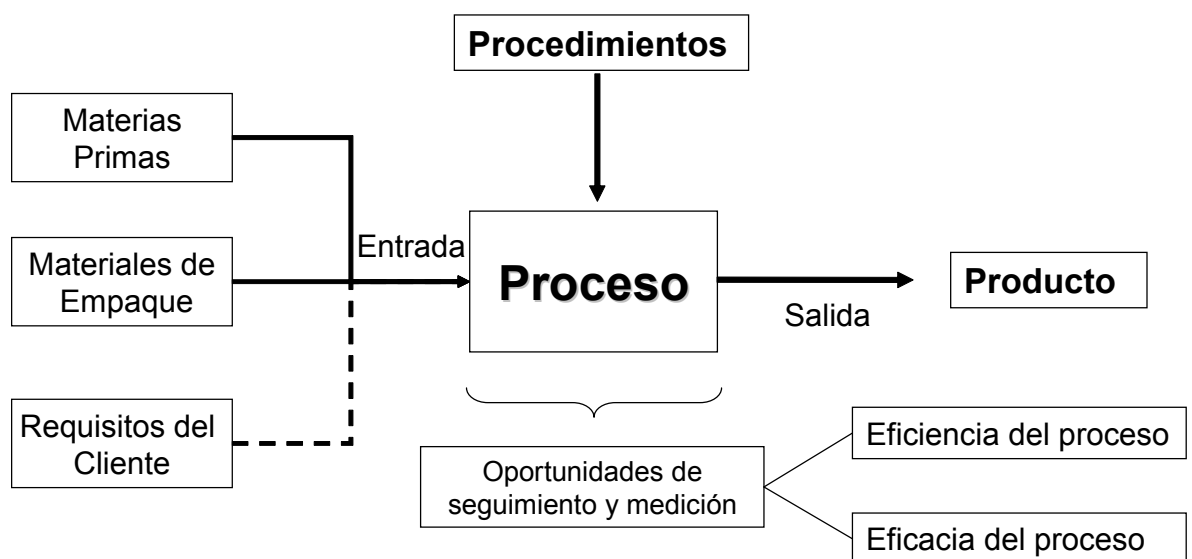 Procedimientos
Materias
Primas
Entrada
Materiales de
Empaque
Proceso
Salida
Producto
Requisitos del
Cliente
Oportunidades de
seguimiento y medición
Eficiencia del proceso
Eficacia del proceso